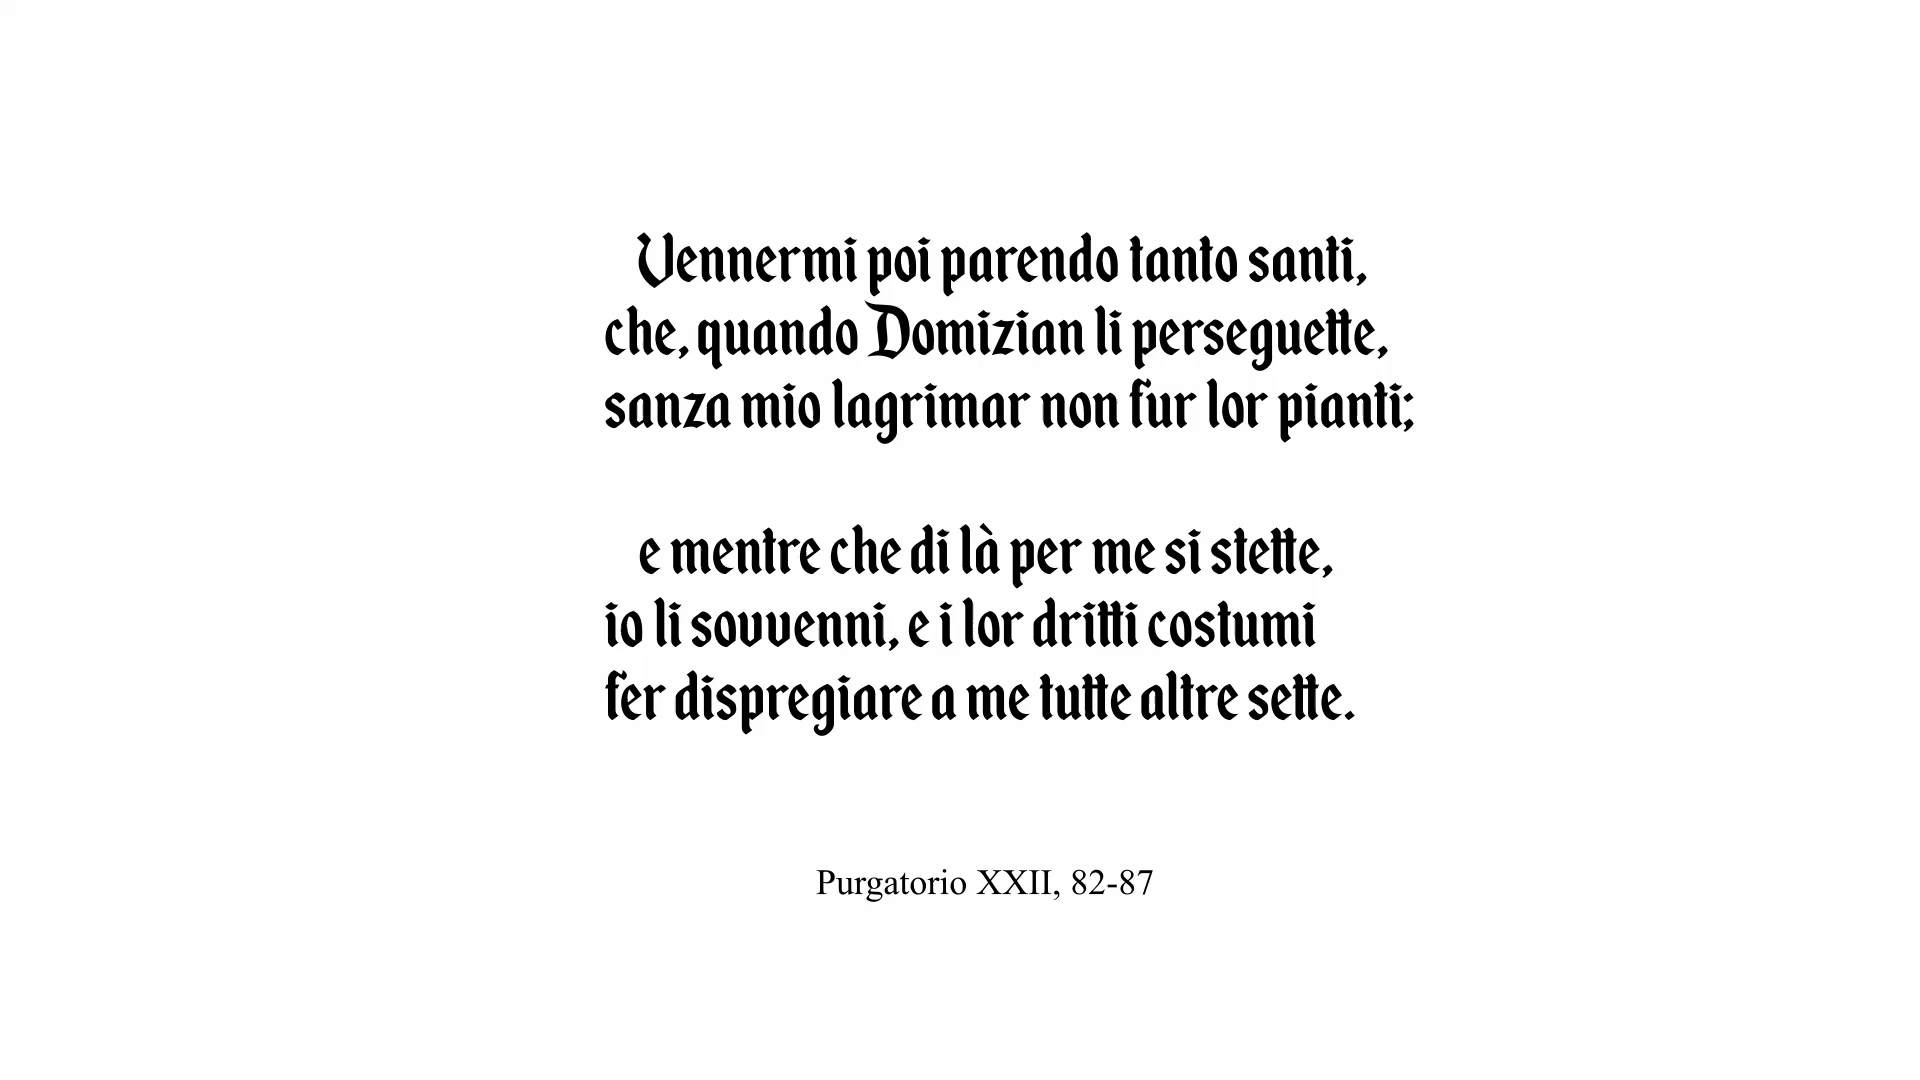 Vennermi poi parendo tanto santi,
che, quando Domizian li perseguette,
sanza mio lagrimar non fur lor pianti;
e mentre che di là per me si stette,
io li sovvenni, e i lor dritti costumi
fer dispregiare a me tutte altre sette.
Purgatorio XXII, 82-87